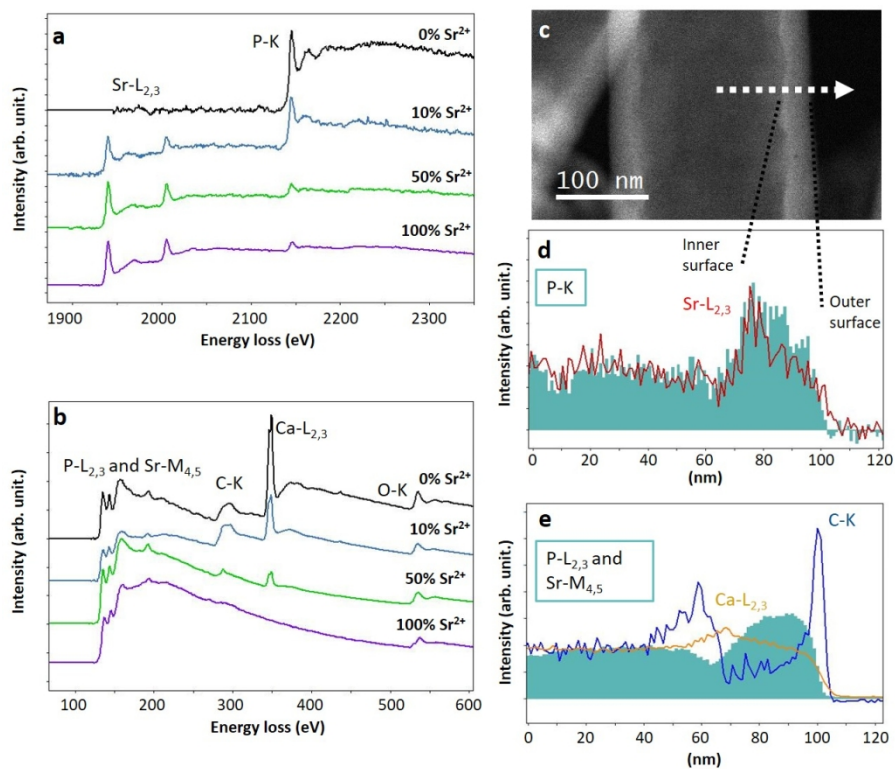 a
P-K
0% Sr²⁺
Sr-L₂,₃
10% Sr²⁺
50% Sr²⁺
100% Sr²⁺
Intensity (arb. unit.)
1900 2000 2100 2200 2300
Energy loss (eV)
b
Ca-L₂,₃
P-L₂,₃ and Sr-M₄,₅
C-K
O-K
0% Sr²⁺
10% Sr²⁺
50% Sr²⁺
100% Sr²⁺
Intensity (arb. unit.)
100 200 300 400 500 600
Energy loss (eV)
c
100 nm
d
Inner
surface
P-K
Sr-L₂,₃
Outer
surface
Intensity (arb. unit.)
0 20 40 60 80 100 120
(nm)
e
C-K
P-L₂,₃ and
Sr-M₄,₅
Ca-L₂,₃
Intensity (arb. unit.)
0 20 40 60 80 100 120
(nm)